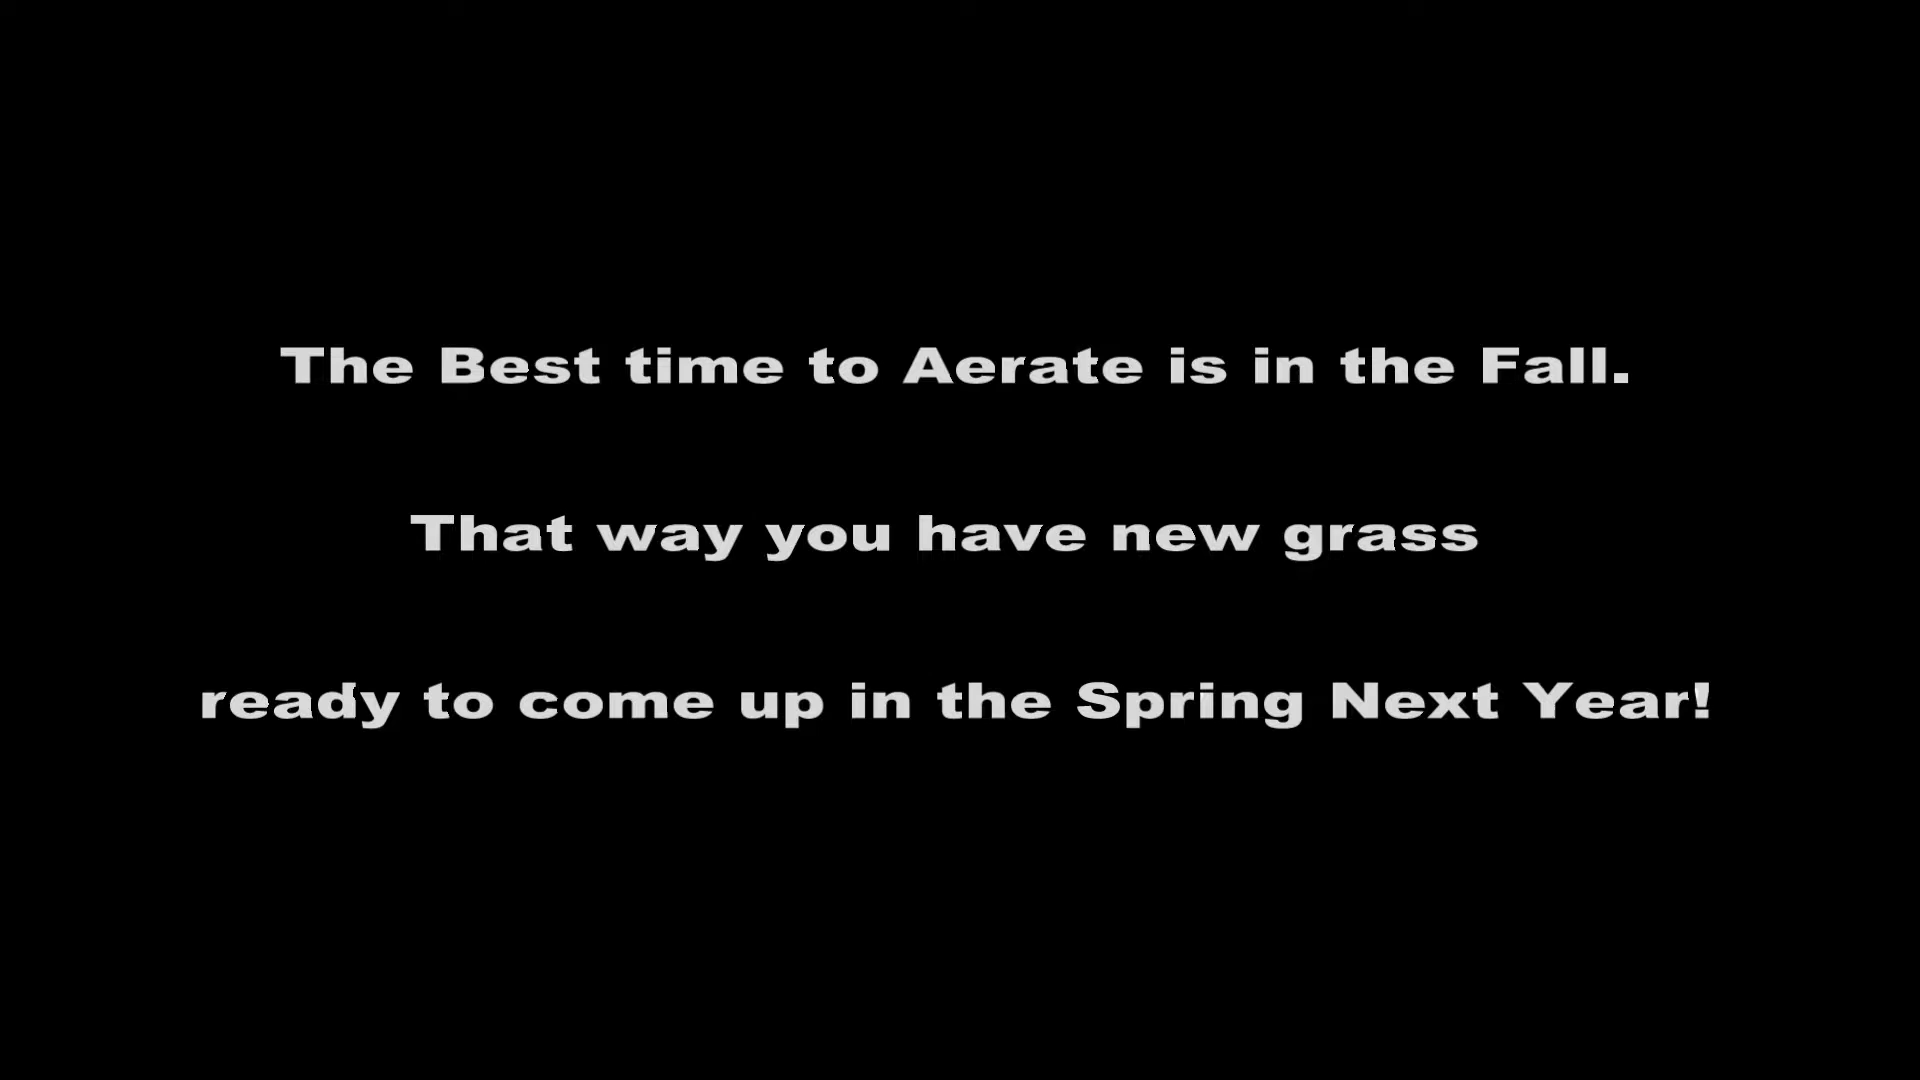 The Best time to Aerate is in the Fall.
That way you have new grass
ready to come up in the Spring Next Year!